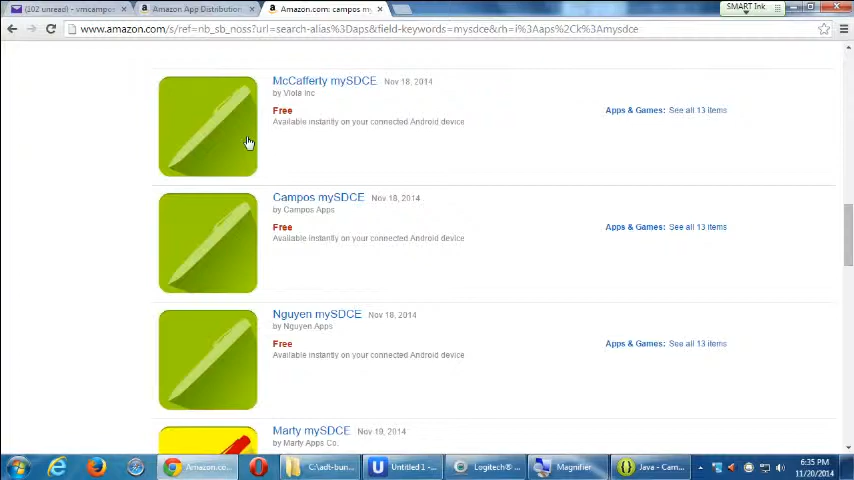 (102 unread) - vmcampos
Amazon App Distribution
Amazon.com: campos my
SMART Ink
www.amazon.com/s/ref=nb_sb_noss?url=search-alias%3Daps&field-keywords=mysdce&rh=i%3Aaps%2Ck%3Amysdce
McCafferty mySDCE Nov 18, 2014
by Viola Inc
Free
Available instantly on your connected Android device
Apps & Games: See all 13 items
Campos mySDCE Nov 18, 2014
by Campos Apps
Free
Available instantly on your connected Android device
Apps & Games: See all 13 items
Nguyen mySDCE Nov 18, 2014
by Nguyen Apps
Free
Available instantly on your connected Android device
Apps & Games: See all 13 items
Marty mySDCE Nov 19, 2014
by Marty Apps Co.
Amazon.co...
C:\adt-bun...
Untitled 1 -...
Logitech® ...
Magnifier
Java - Cam...
6:35 PM
11/20/2014